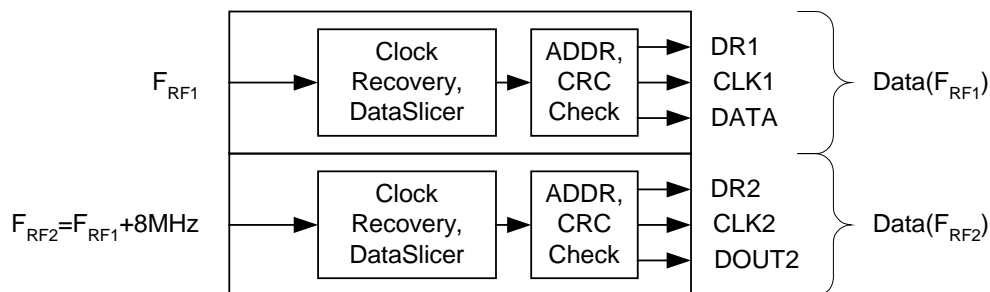 F_RF1
Clock
Recovery,
DataSlicer
ADDR,
CRC
Check
DR1
CLK1
DATA
Data(F_RF1)
F_RF2=F_RF1+8MHz
Clock
Recovery,
DataSlicer
ADDR,
CRC
Check
DR2
CLK2
DOUT2
Data(F_RF2)